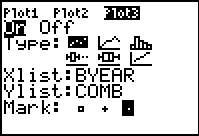 Plot1 Plot2 Plot3
On Off
Type:
Xlist:BYEAR
Ylist:COMB
Mark: ▫ + ·